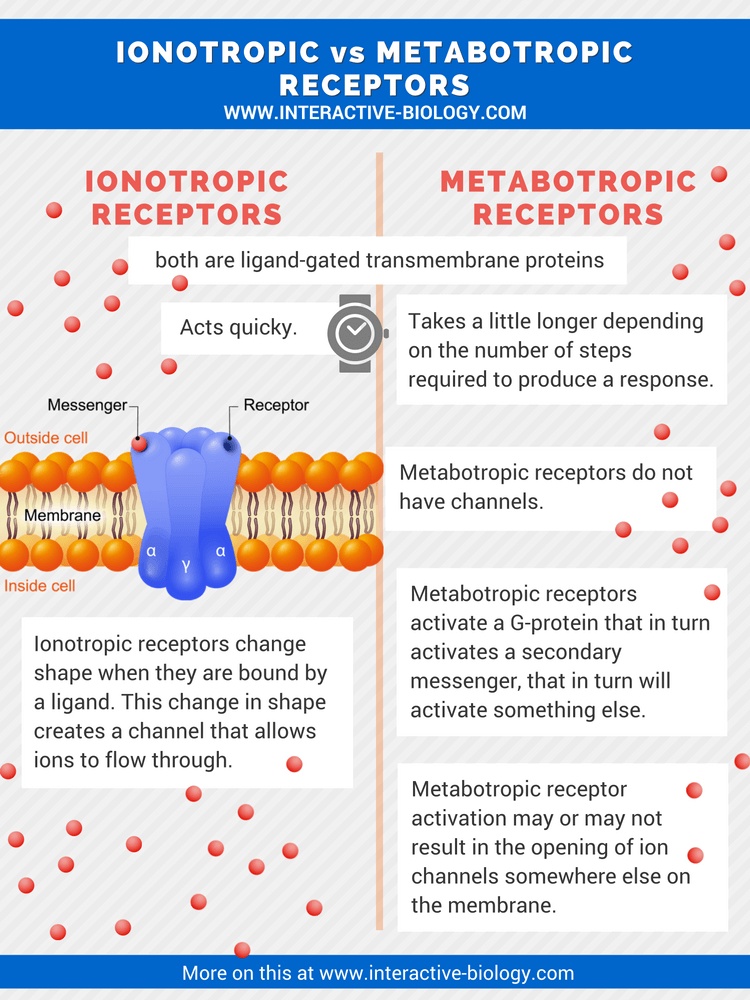 IONOTROPIC vs METABOTROPIC
RECEPTORS
WWW.INTERACTIVE-BIOLOGY.COM
IONOTROPIC
RECEPTORS
METABOTROPIC
RECEPTORS
both are ligand-gated transmembrane proteins
Acts quicky.
Takes a little longer depending
on the number of steps
required to produce a response.
Messenger
Receptor
Outside cell
Membrane
α
γ
α
Inside cell
Ionotropic receptors change
shape when they are bound by
a ligand. This change in shape
creates a channel that allows
ions to flow through.
Metabotropic receptors do not
have channels.
Metabotropic receptors
activate a G-protein that in turn
activates a secondary
messenger, that in turn will
activate something else.
Metabotropic receptor
activation may or may not
result in the opening of ion
channels somewhere else on
the membrane.
More on this at www.interactive-biology.com